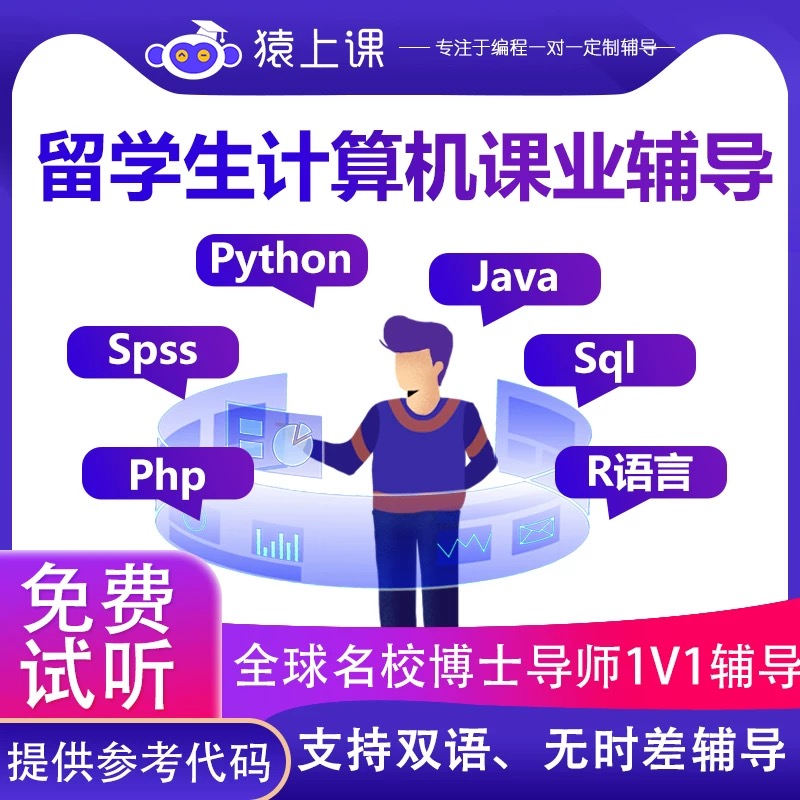 猿上课
专注于编程一对一定制辅导
留学生计算机课业辅导
Python
Java
Spss
Sql
Php
R语言
免费
试听
全球名校博士导师1V1辅导
提供参考代码
支持双语、无时差辅导